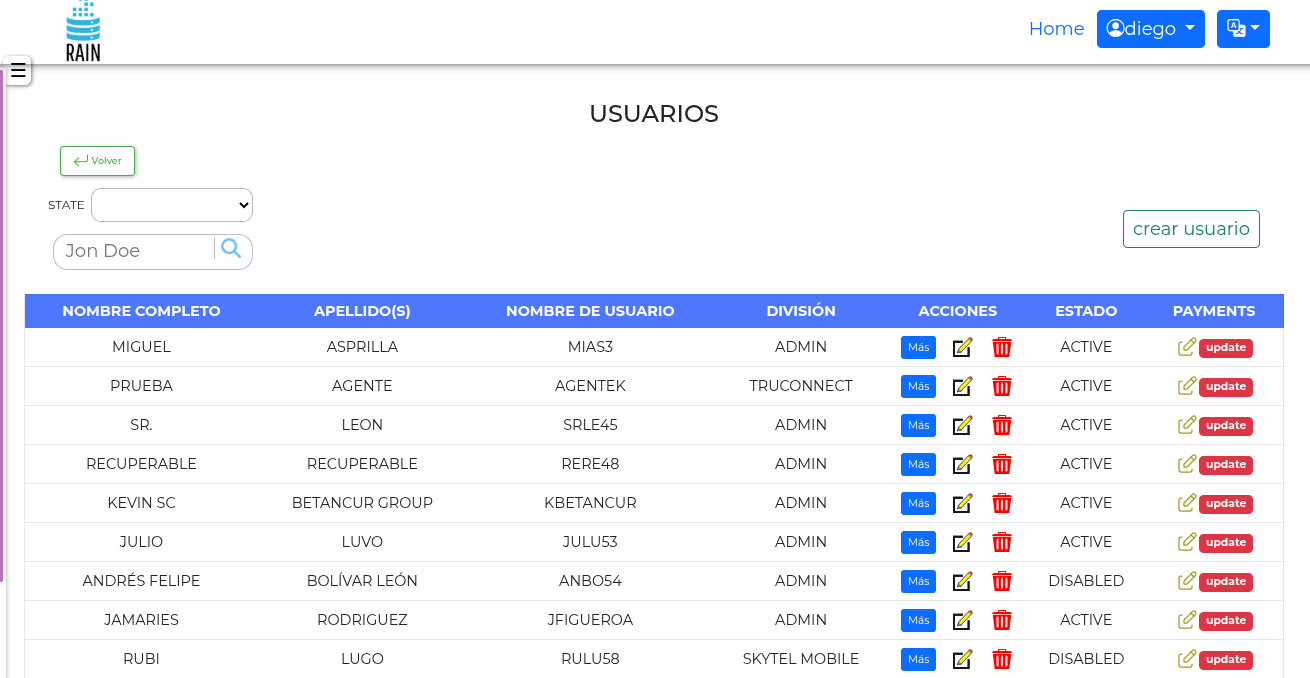 RAIN
Home diego
USUARIOS
Volver
STATE
Jon Doe
crear usuario
NOMBRE COMPLETO APELLIDO(S) NOMBRE DE USUARIO DIVISIÓN ACCIONES ESTADO PAYMENTS
MIGUEL ASPRILLA MIAS3 ADMIN Más ACTIVE update
PRUEBA AGENTE AGENTEK TRUCONNECT Más ACTIVE update
SR. LEON SRLE45 ADMIN Más ACTIVE update
RECUPERABLE RECUPERABLE RERE48 ADMIN Más ACTIVE update
KEVIN SC BETANCUR GROUP KBETANCUR ADMIN Más ACTIVE update
JULIO LUVO JULU53 ADMIN Más ACTIVE update
ANDRÉS FELIPE BOLÍVAR LEÓN ANBO54 ADMIN Más DISABLED update
JAMARIES RODRIGUEZ JFIGUEROA ADMIN Más ACTIVE update
RUBI LUGO RULU58 SKYTEL MOBILE Más DISABLED update